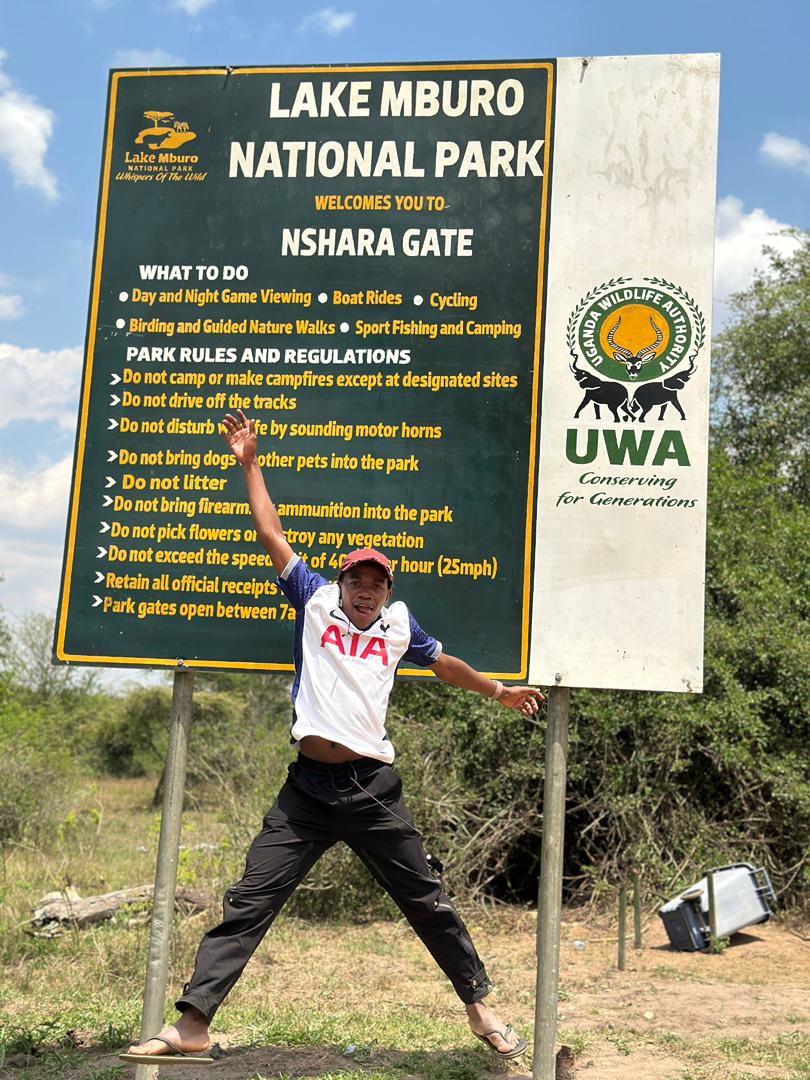 LAKE MBURO
NATIONAL PARK
Lake Mburo
NATIONAL PARK
Whispers Of The Wild
WELCOMES YOU TO
NSHARA GATE
WHAT TO DO
Day and Night Game Viewing ● Boat Rides ● Cycling
Birding and Guided Nature Walks ● Sport Fishing and Camping
PARK RULES AND REGULATIONS
Do not camp or make campfires except at designated sites
Do not drive off the tracks
Do not disturb by sounding motor horns
Do not bring dogs other pets into the park
Do not litter
Do not bring ammunition into the park
Do not pick flowers any vegetation
Do not exceed the of hour (25mph)
Retain all official receipts
Park gates open between
UGANDA WILDLIFE AUTHORITY
UWA
Conserving
for Generations
AIA